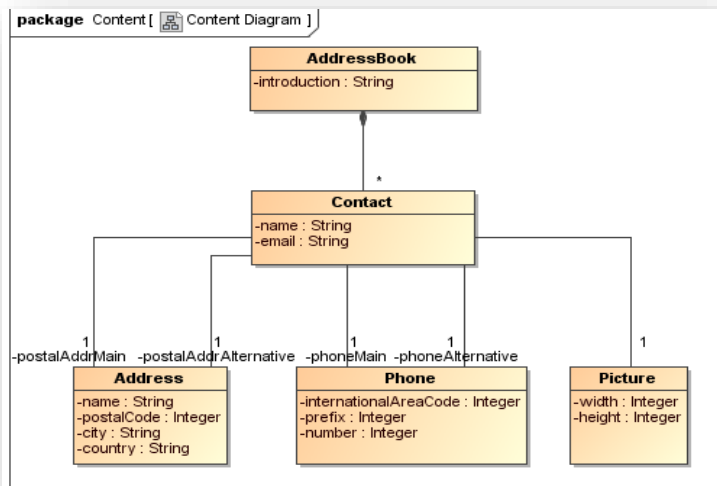 package Content[ Content Diagram ]
AddressBook
-introduction : String
*
Contact
-name : String
-email : String
1 1 1 1 1
-postalAddrMain -postalAddrAlternative -phoneMain -phoneAlternative
Address
-name : String
-postalCode : Integer
-city : String
-country : String
Phone
-internationalAreaCode : Integer
-prefix : Integer
-number : Integer
Picture
-width : Integer
-height : Integer